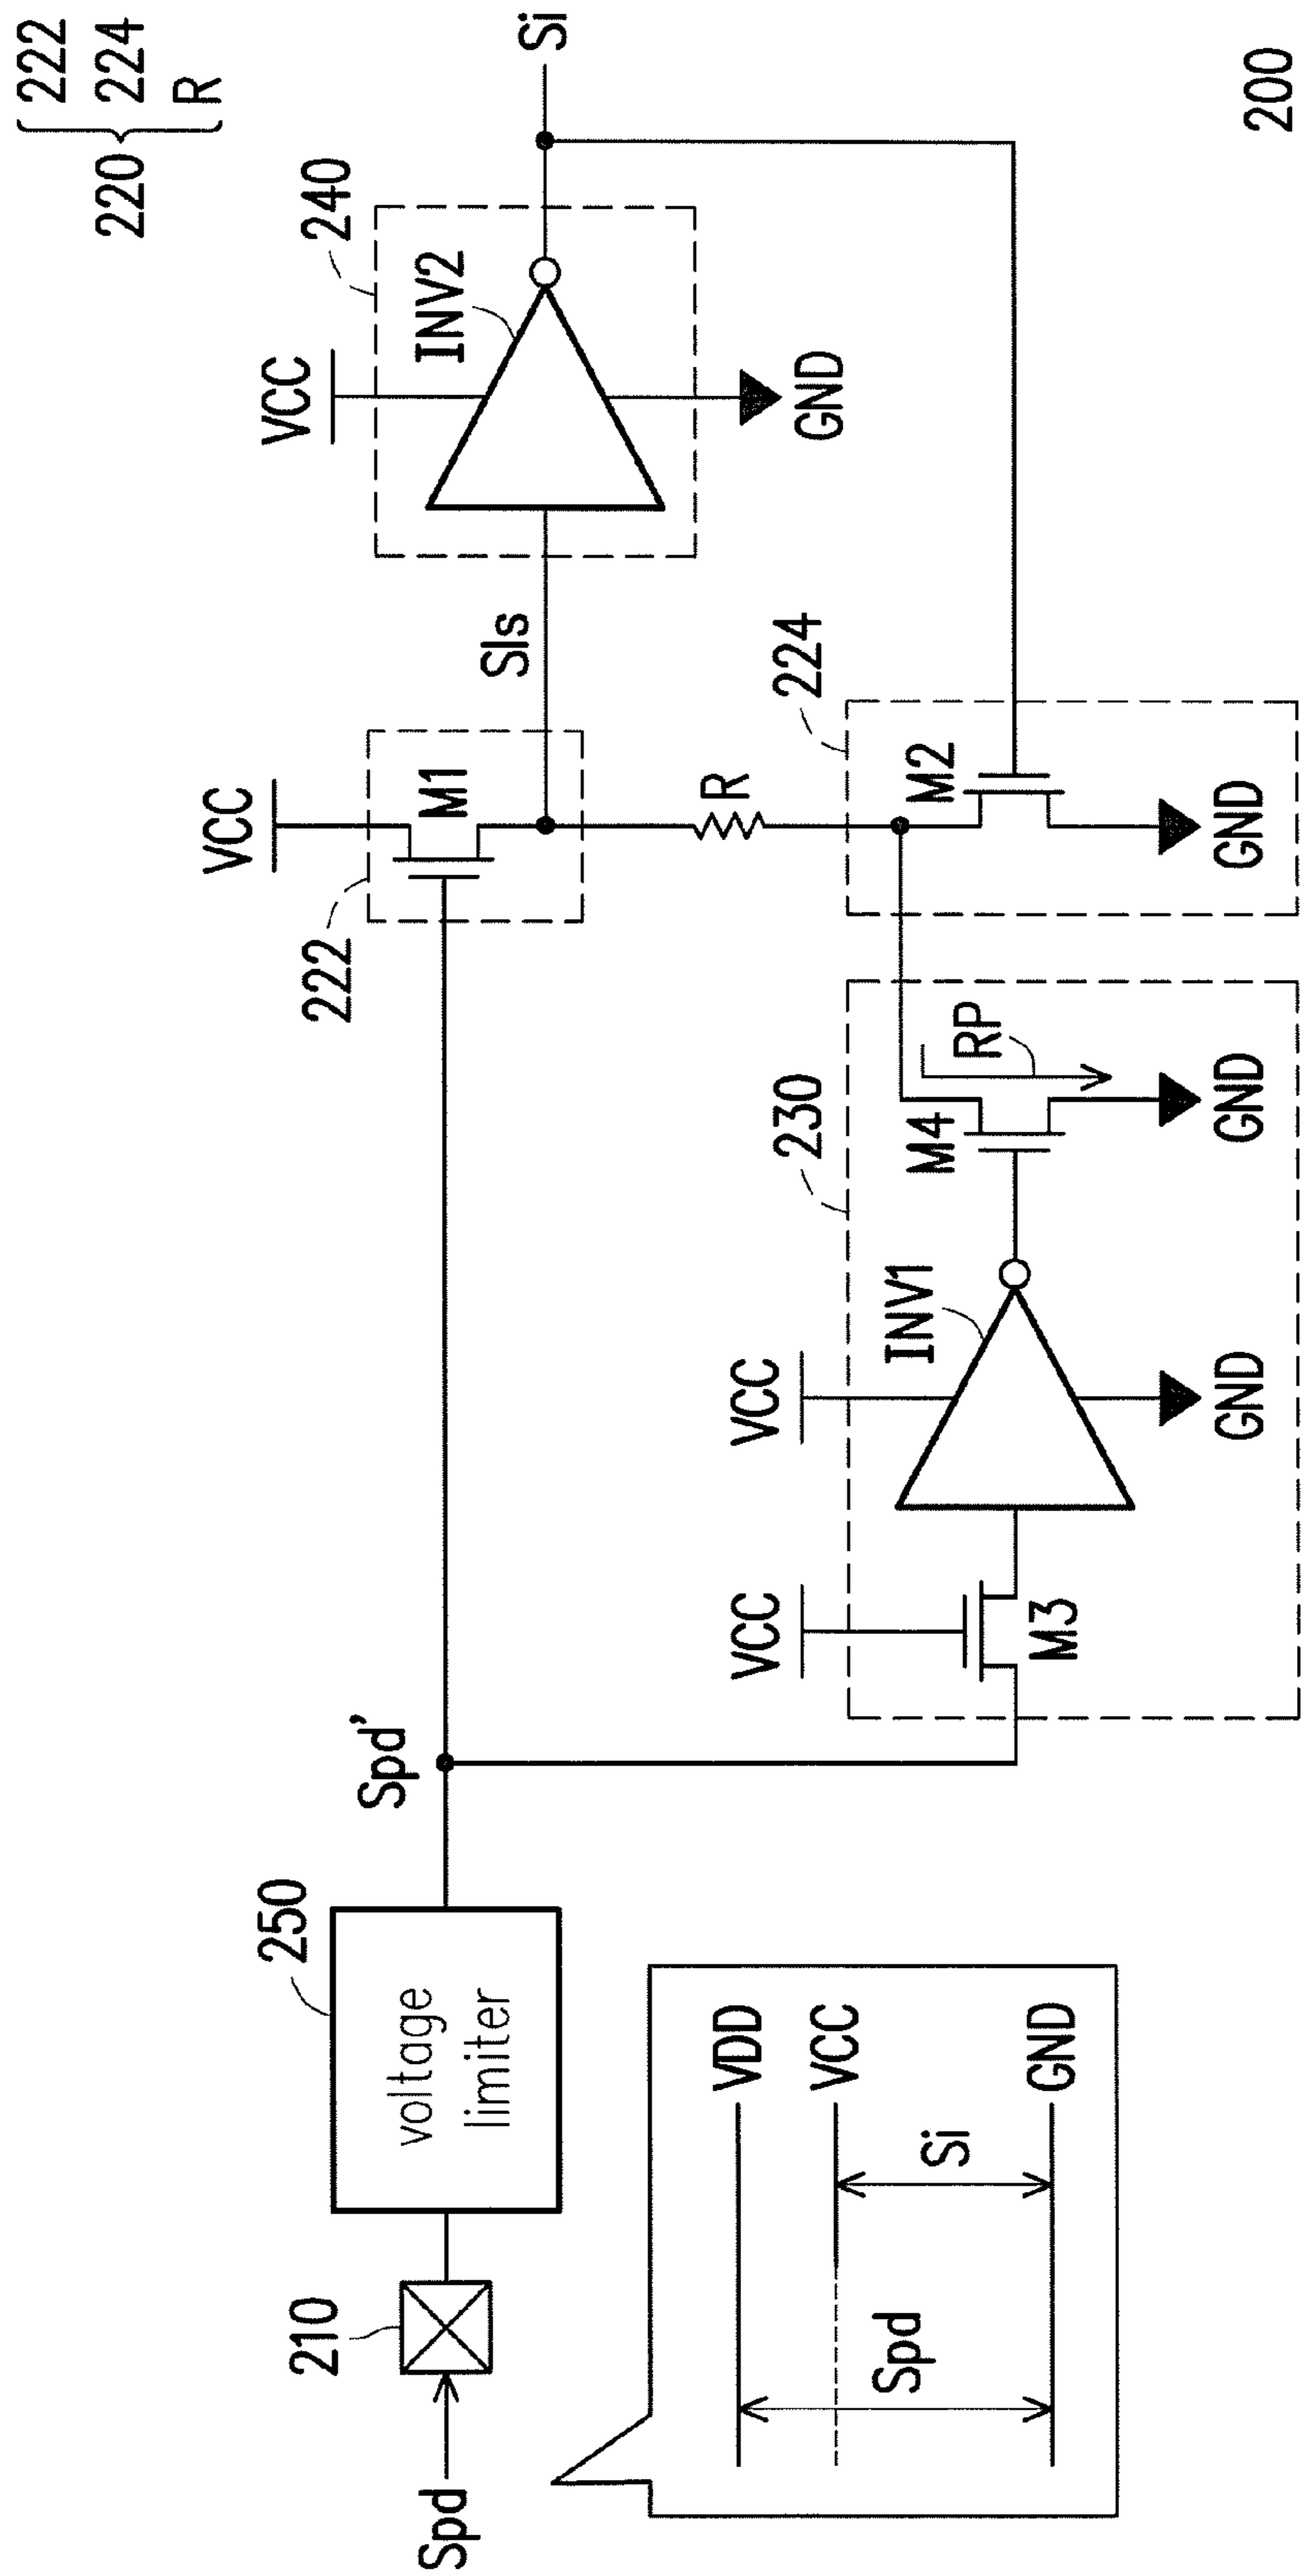 222
220 224
R
VCC
240
INV2
Si
GND
VCC
222
M1
SIs
R
224
M2
GND
Spd
210
250
voltage
limiter
Spd'
230
VCC
M3
VCC
INV1
GND
M4
RP
GND
VDD
VCC
GND
Spd
Si
200